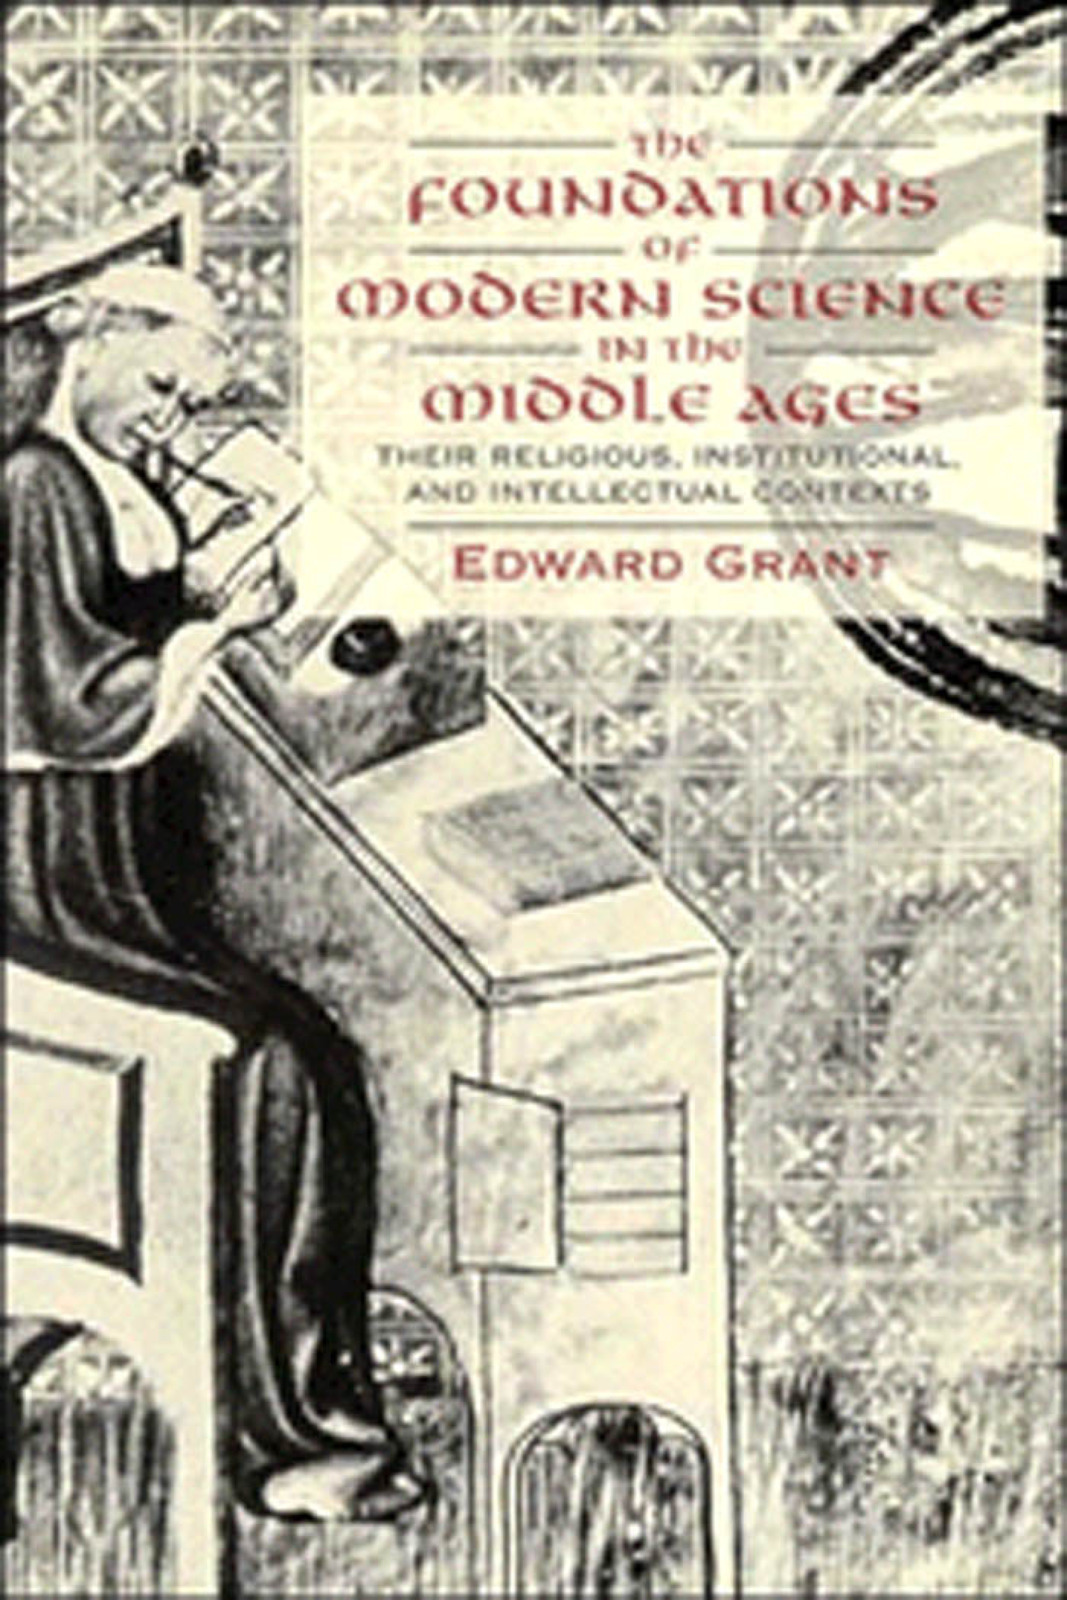 THE
FOUNDATIONS
OF
MODERN SCIENCE
IN THE
MIDDLE AGES
THEIR RELIGIOUS, INSTITUTIONAL,
AND INTELLECTUAL CONTEXTS
EDWARD GRANT